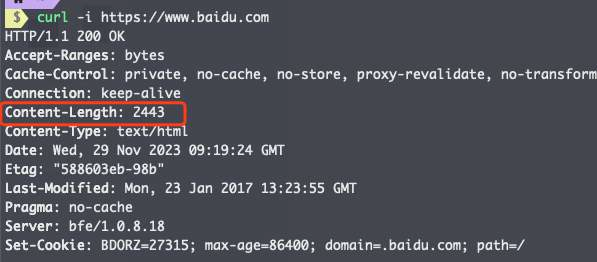 $ curl -i https://www.baidu.com
HTTP/1.1 200 OK
Accept-Ranges: bytes
Cache-Control: private, no-cache, no-store, proxy-revalidate, no-transform
Connection: keep-alive
Content-Length: 2443
Content-Type: text/html
Date: Wed, 29 Nov 2023 09:19:24 GMT
Etag: "588603eb-98b"
Last-Modified: Mon, 23 Jan 2017 13:23:55 GMT
Pragma: no-cache
Server: bfe/1.0.8.18
Set-Cookie: BDORZ=27315; max-age=86400; domain=.baidu.com; path=/